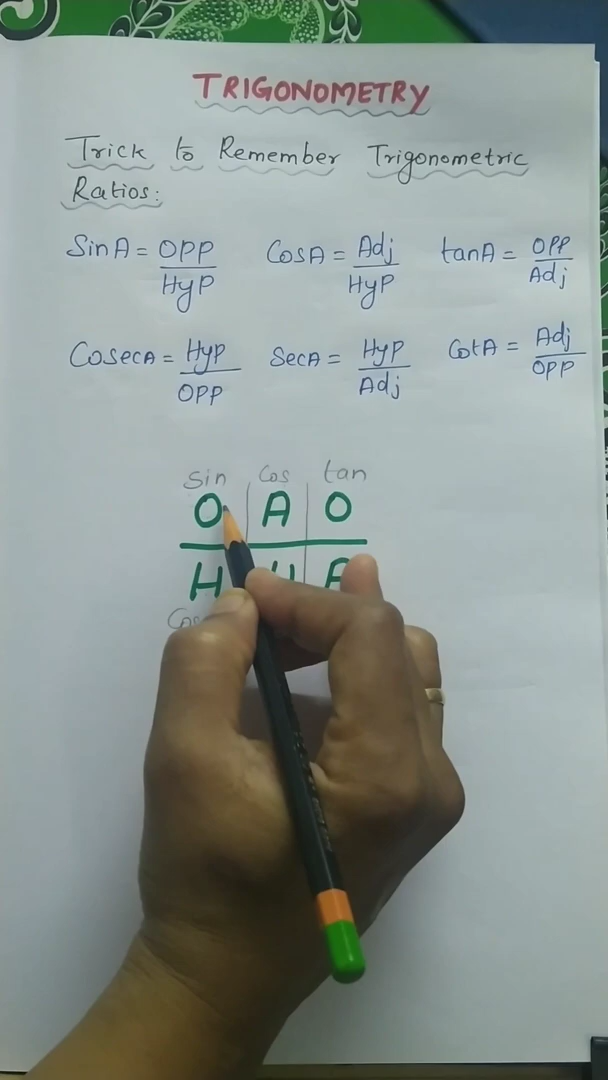 TRIGONOMETRY
Trick to Remember Trigonometric
Ratios:
Sin A = OPP/HYP CosA = Adj/HYP tanA = OPP/Adj
CosecA = Hyp/OPP SecA = HyP/Adj CotA = Adj/OPP
Sin Cos tan
O A O
H H A